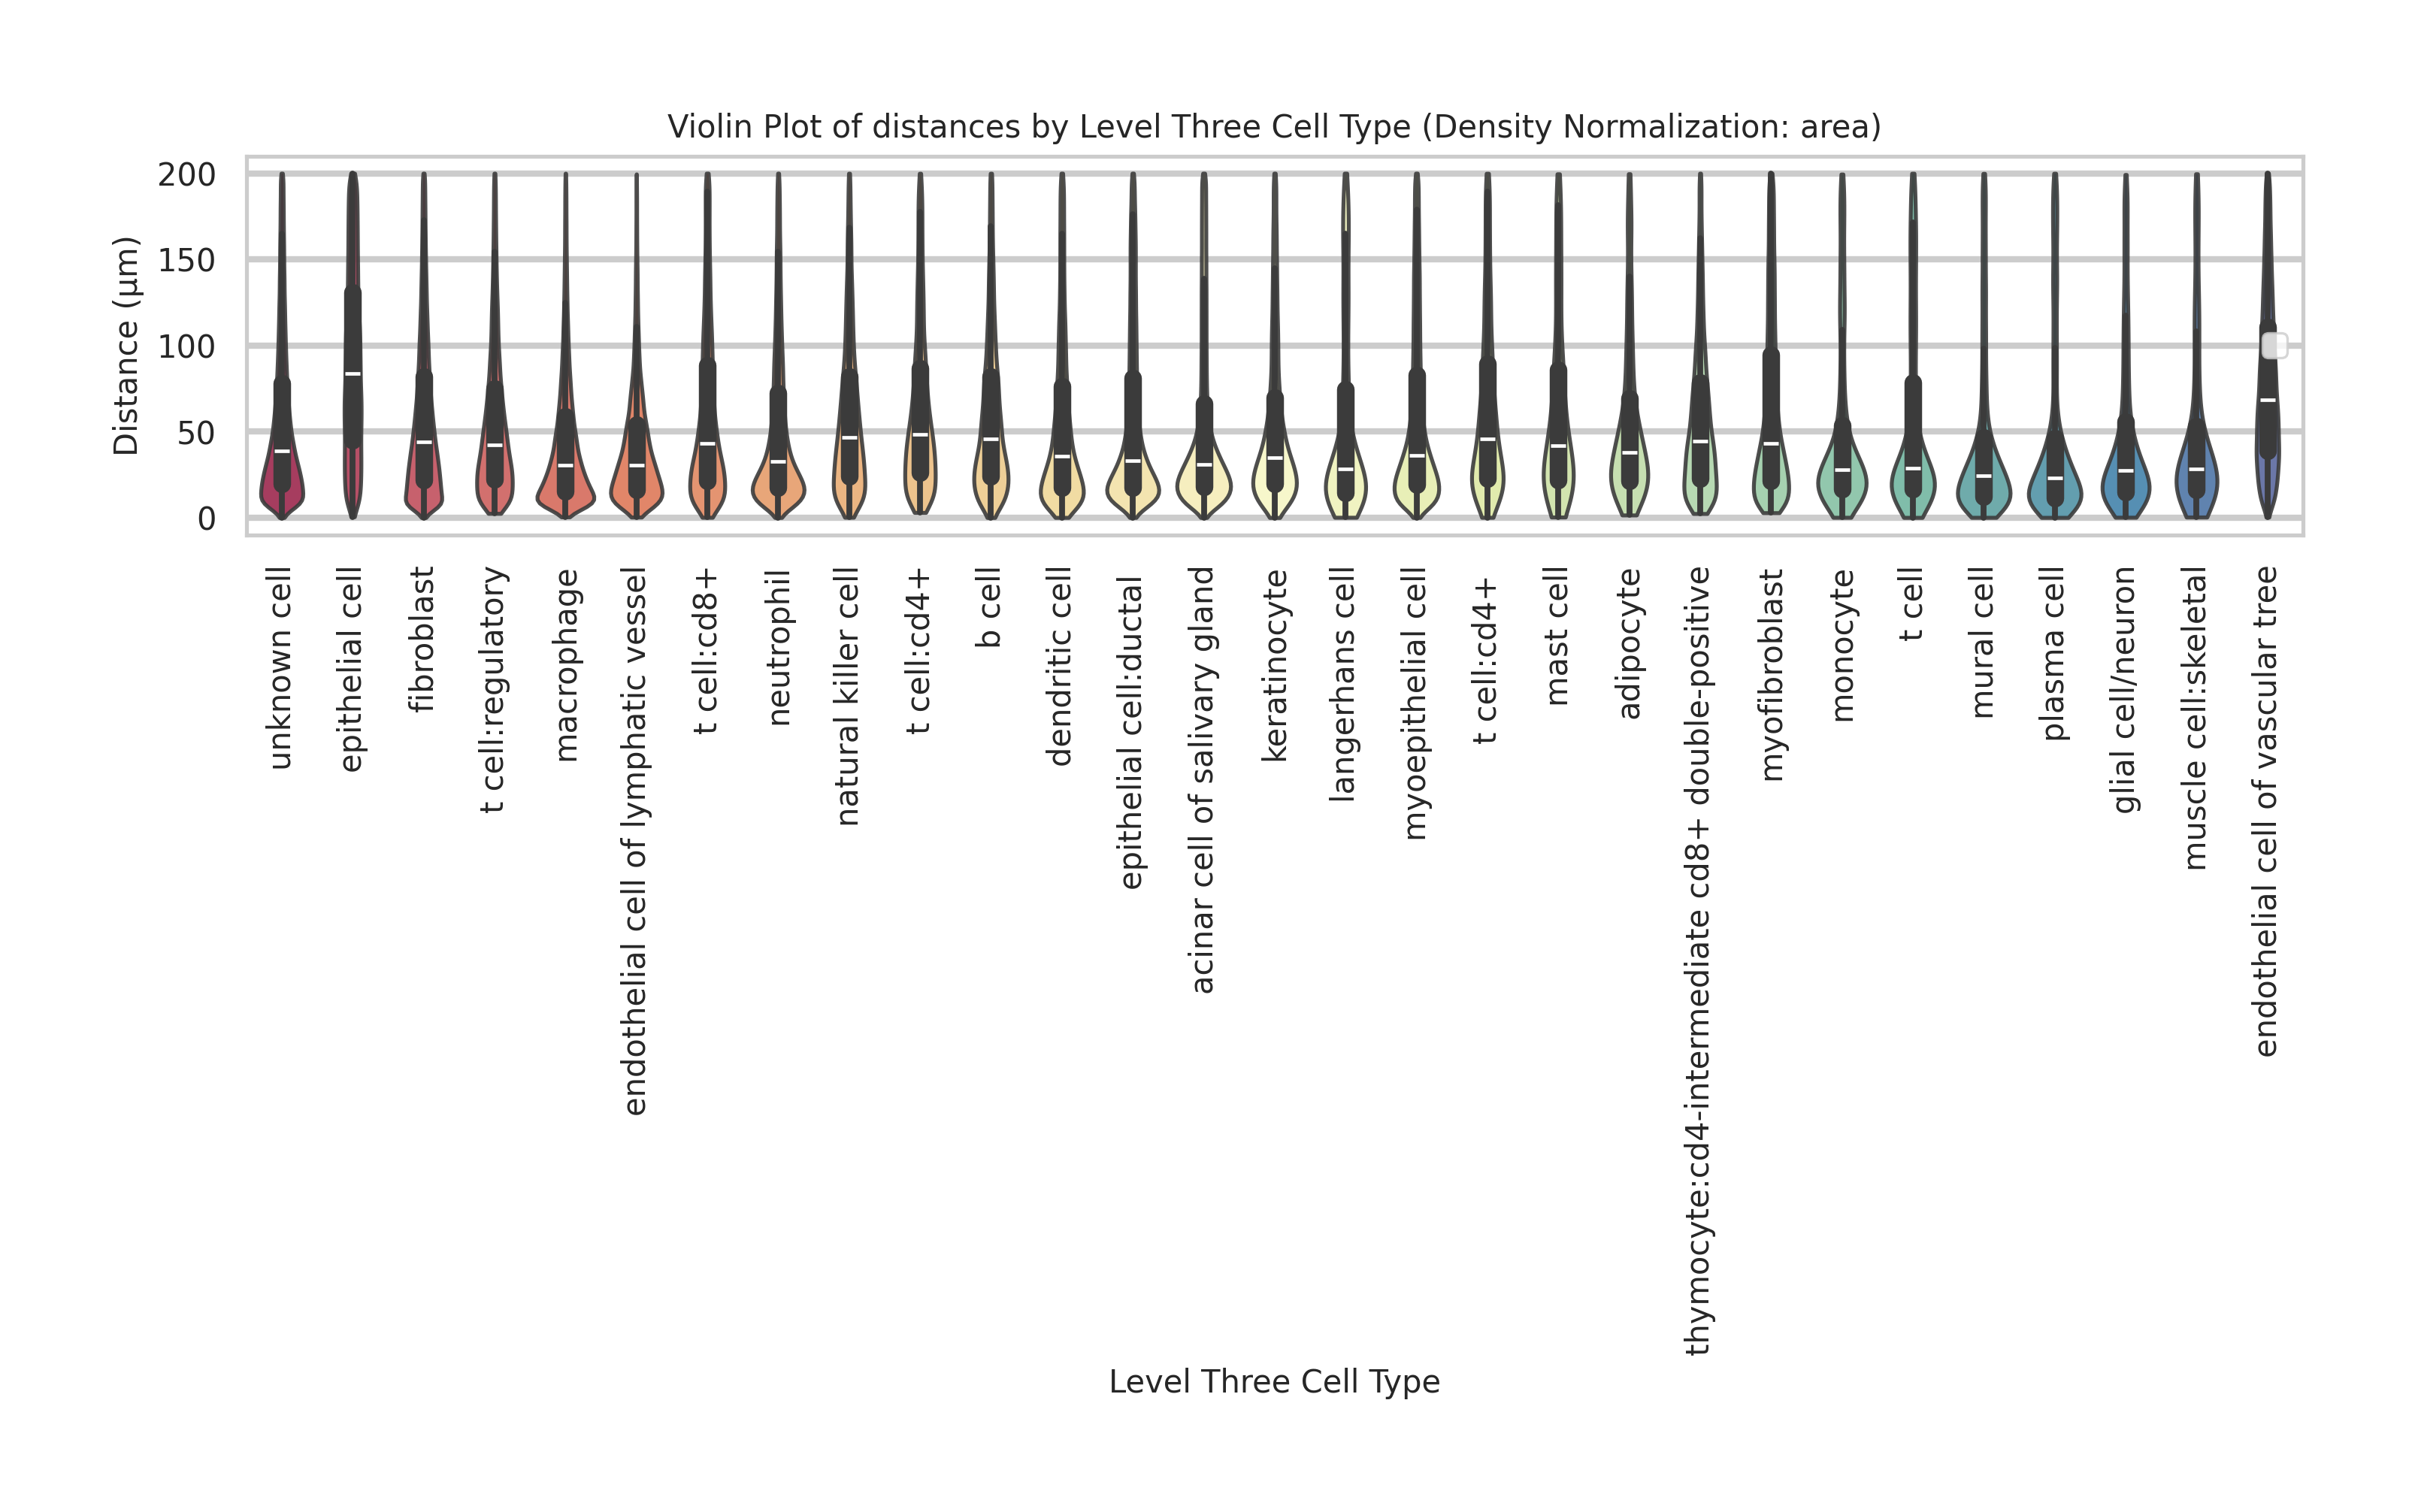 Violin Plot of distances by Level Three Cell Type (Density Normalization: area)
Distance (μm)
200
150
100
50
0
unknown cell
epithelial cell
fibroblast
t cell:regulatory
macrophage
endothelial cell of lymphatic vessel
t cell:cd8+
neutrophil
natural killer cell
t cell:cd4+
b cell
dendritic cell
epithelial cell:ductal
acinar cell of salivary gland
keratinocyte
langerhans cell
myoepithelial cell
t cell:cd4+
mast cell
adipocyte
thymocyte:cd4-intermediate cd8+ double-positive
myofibroblast
monocyte
t cell
mural cell
plasma cell
glial cell/neuron
muscle cell:skeletal
endothelial cell of vascular tree
Level Three Cell Type